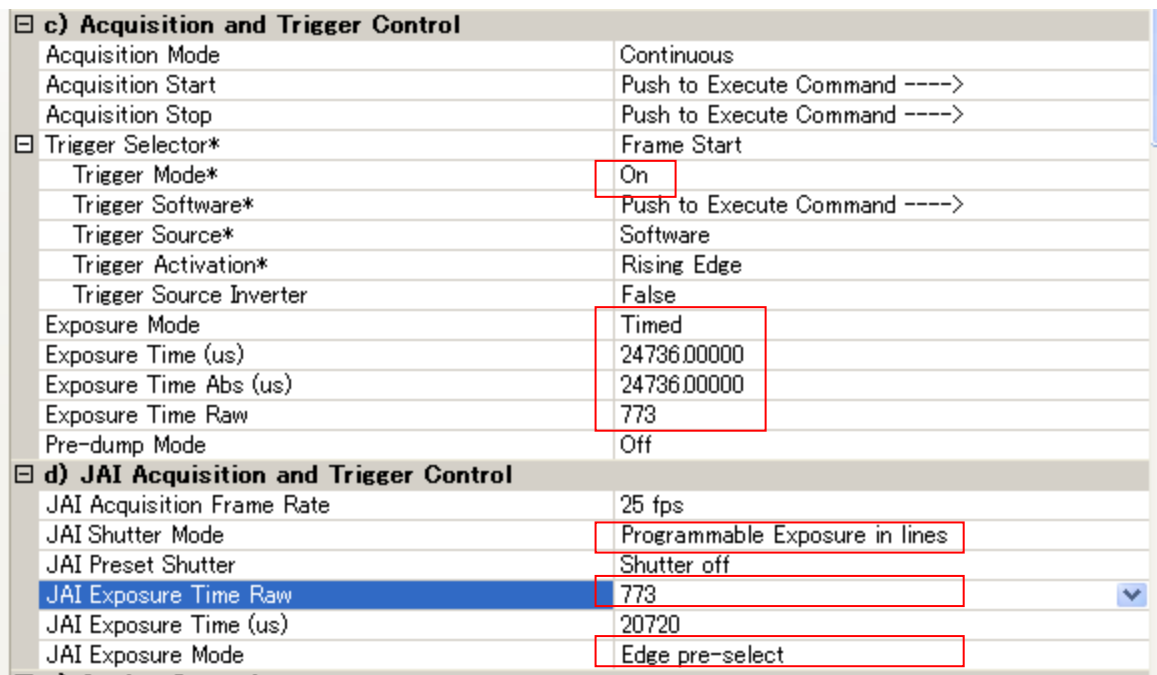 c) Acquisition and Trigger Control
Acquisition Mode Continuous
Acquisition Start Push to Execute Command ---->
Acquisition Stop Push to Execute Command ---->
Trigger Selector* Frame Start
Trigger Mode* On
Trigger Software* Push to Execute Command ---->
Trigger Source* Software
Trigger Activation* Rising Edge
Trigger Source Inverter False
Exposure Mode Timed
Exposure Time (us) 24736.00000
Exposure Time Abs (us) 24736.00000
Exposure Time Raw 773
Pre-dump Mode Off
d) JAI Acquisition and Trigger Control
JAI Acquisition Frame Rate 25 fps
JAI Shutter Mode Programmable Exposure in lines
JAI Preset Shutter Shutter off
JAI Exposure Time Raw 773
JAI Exposure Time (us) 20720
JAI Exposure Mode Edge pre-select